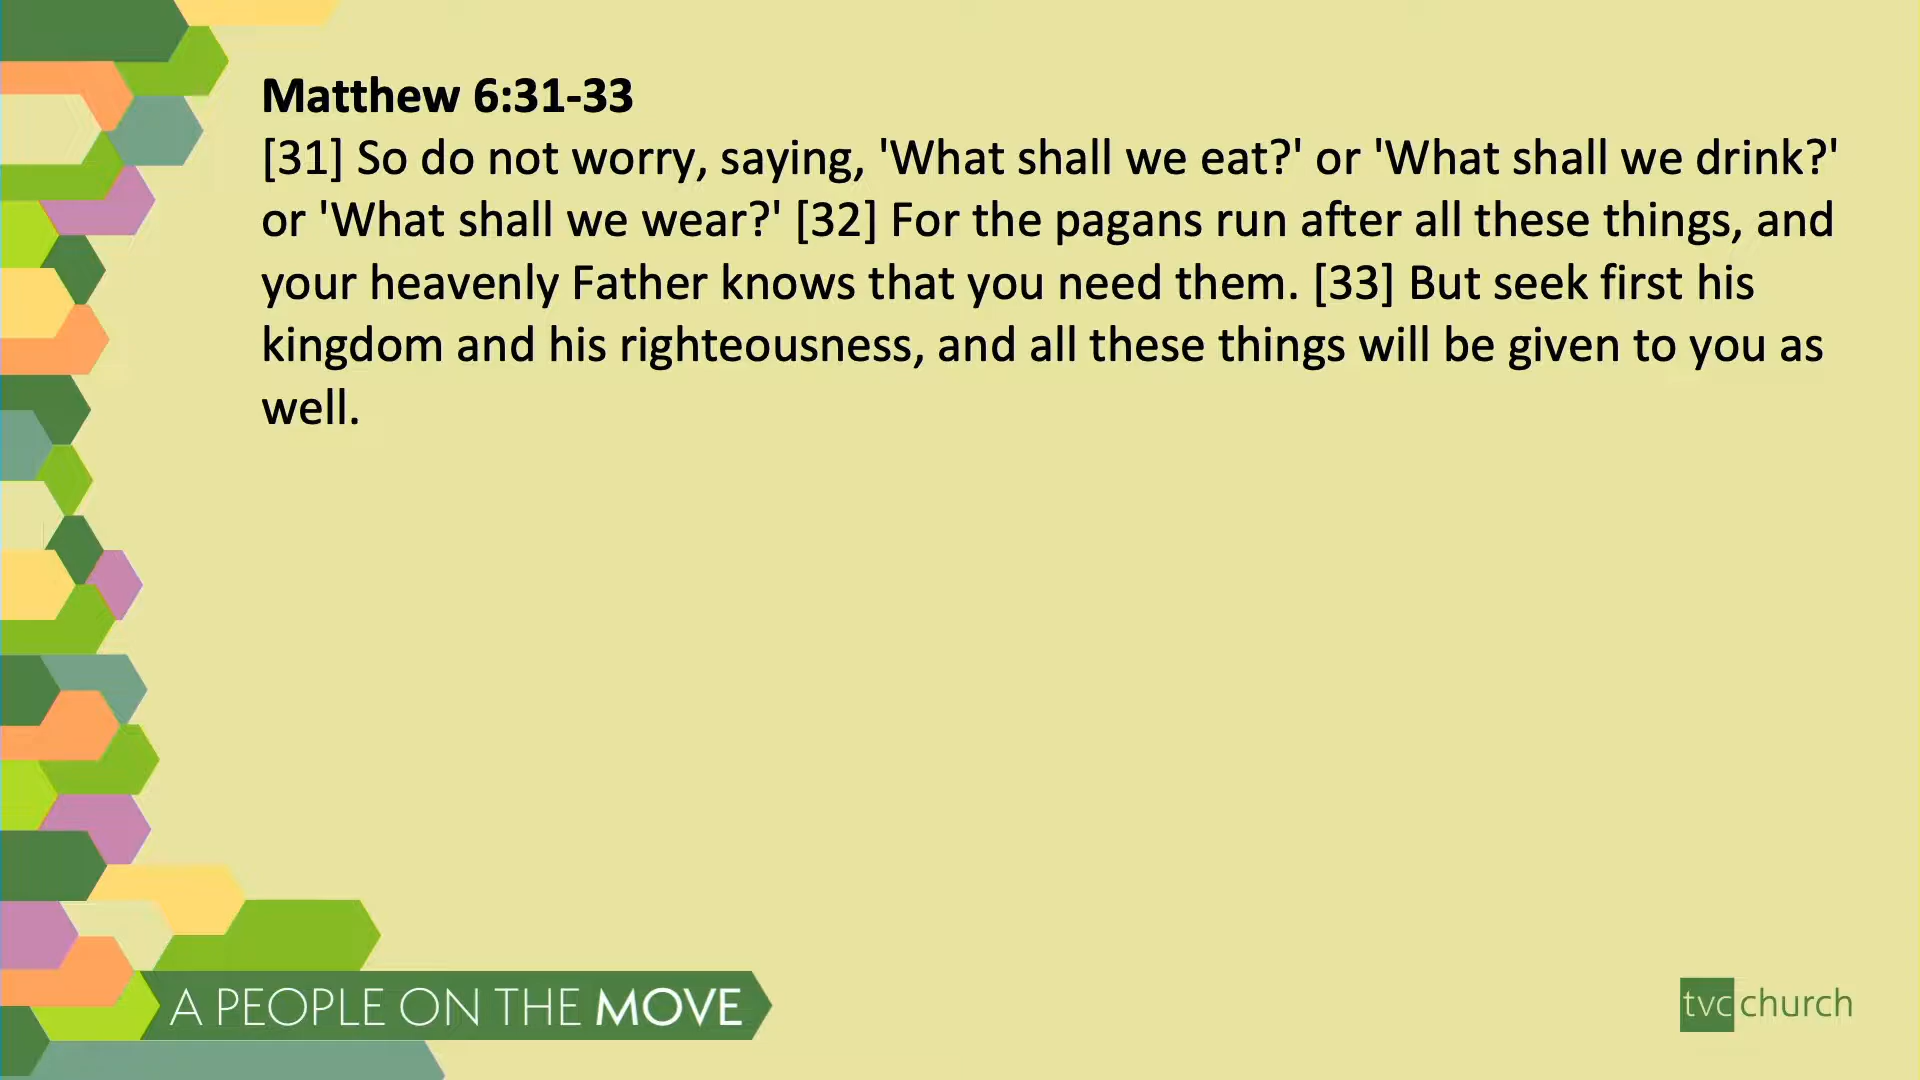 Matthew 6:31-33
[31] So do not worry, saying, 'What shall we eat?' or 'What shall we drink?'
or 'What shall we wear?' [32] For the pagans run after all these things, and
your heavenly Father knows that you need them. [33] But seek first his
kingdom and his righteousness, and all these things will be given to you as
well.
A PEOPLE ON THE MOVE
tvc church